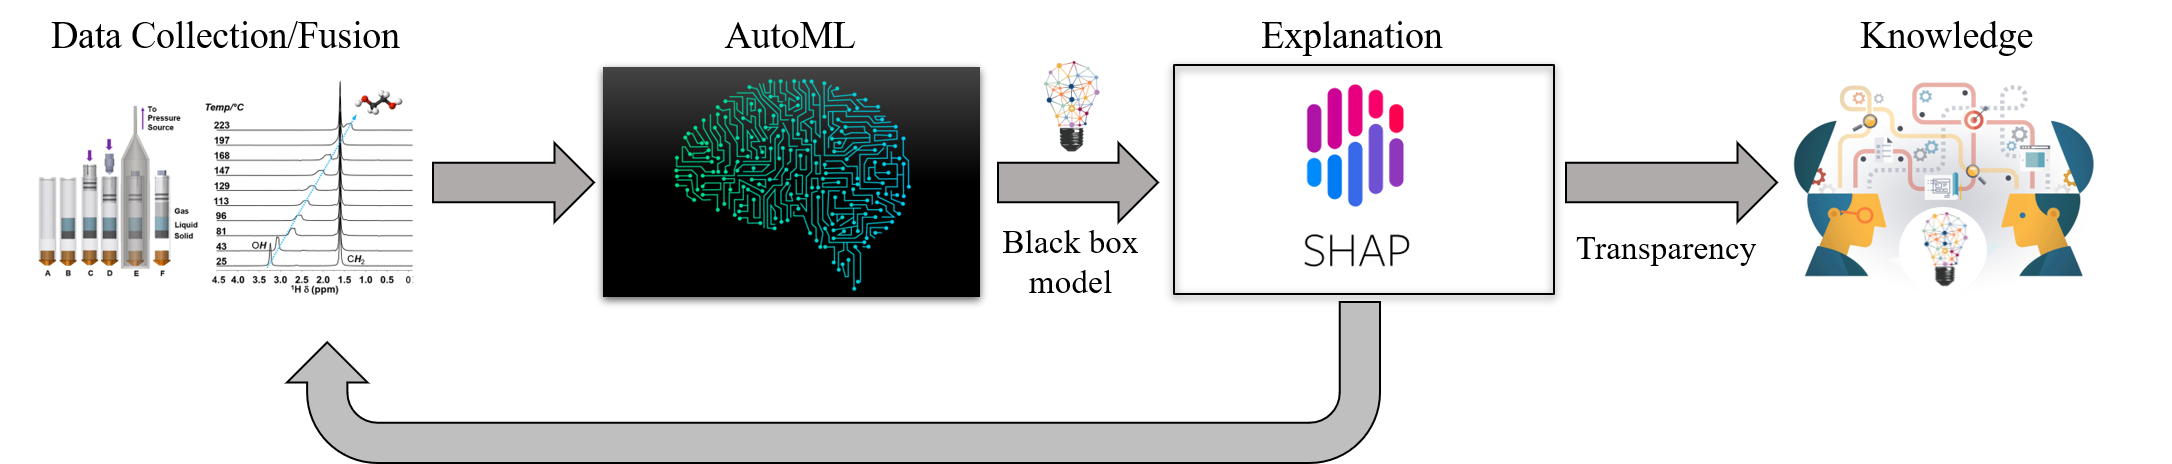 Data Collection/Fusion
AutoML
Explanation
Knowledge
To
Pressure
Source
Gas
Liquid
Solid
A B C D E F
Temp/°C
223
197
168
147
129
113
96
81
43
25
OH
CH₂
4.5 4.0 3.5 3.0 2.5 2.0 1.5 1.0 0.5 0
¹H δ (ppm)
Black box
model
SHAP
Transparency